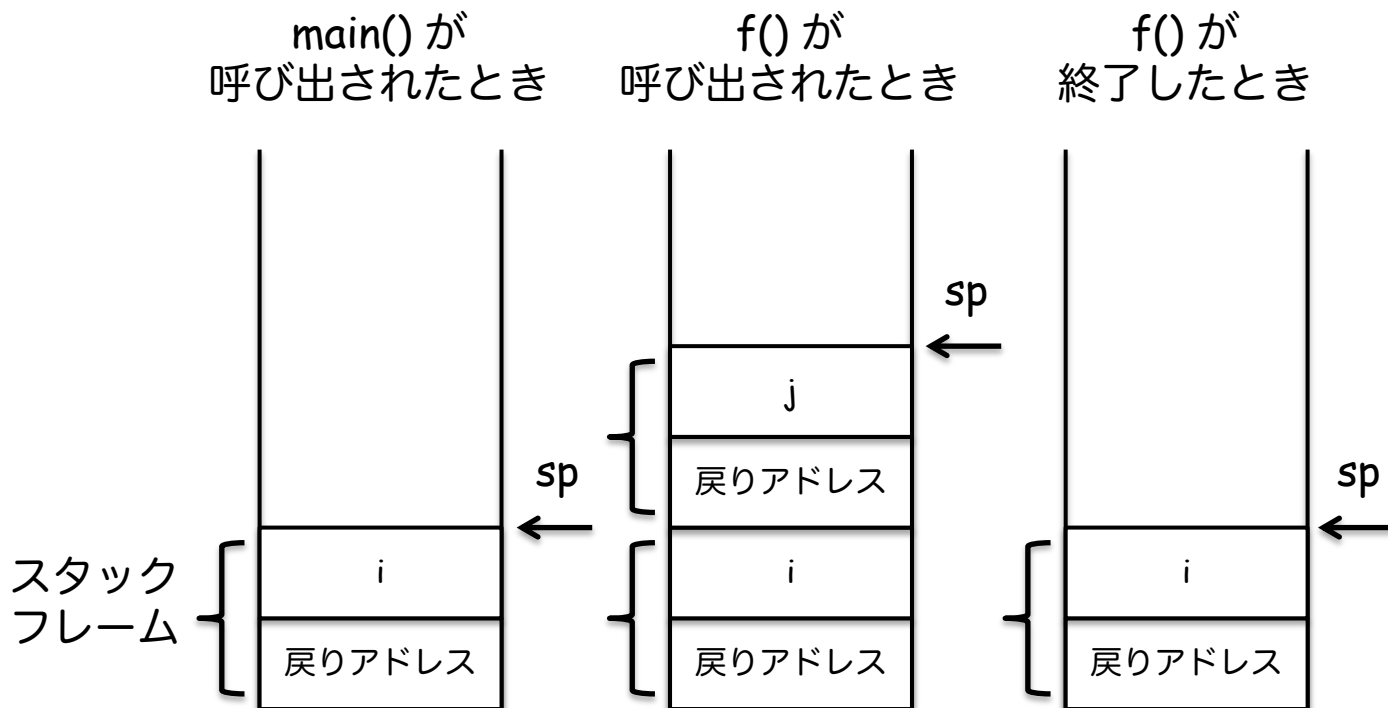 main() が
呼び出されたとき
f() が
呼び出されたとき
f() が
終了したとき
sp
j
戻りアドレス
sp
sp
スタック
フレーム
i
i
i
戻りアドレス
戻りアドレス
戻りアドレス